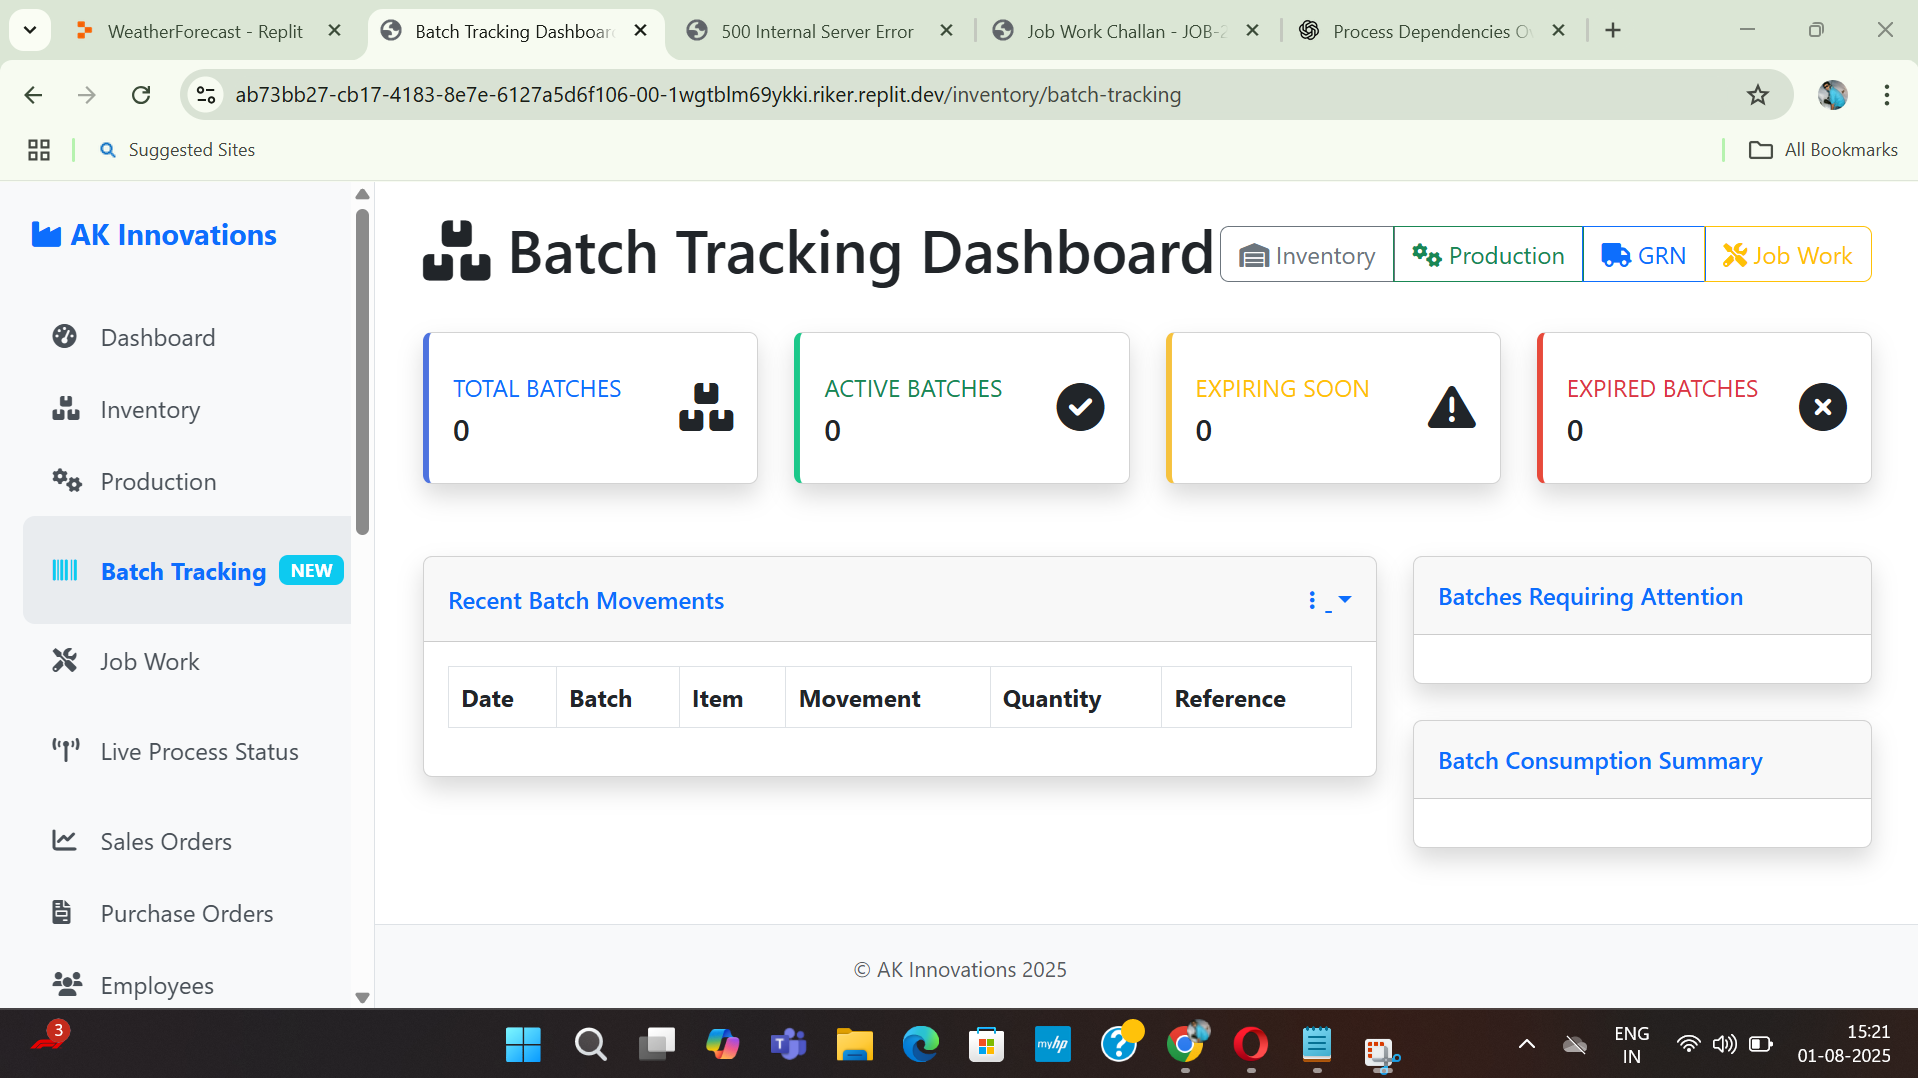 WeatherForecast - Replit
Batch Tracking Dashboar
500 Internal Server Error
Job Work Challan - JOB-2
Process Dependencies O
ab73bb27-cb17-4183-8e7e-6127a5d6f106-00-1wgtblm69ykki.riker.replit.dev/inventory/batch-tracking
Suggested Sites
All Bookmarks
AK Innovations
Dashboard
Inventory
Production
Batch Tracking NEW
Job Work
Live Process Status
Sales Orders
Purchase Orders
Employees
Batch Tracking Dashboard
Inventory
Production
GRN
Job Work
TOTAL BATCHES
0
ACTIVE BATCHES
0
EXPIRING SOON
0
EXPIRED BATCHES
0
Recent Batch Movements
Date Batch Item Movement Quantity Reference
Batches Requiring Attention
Batch Consumption Summary
© AK Innovations 2025
3
myhp
ENG
IN
15:21
01-08-2025